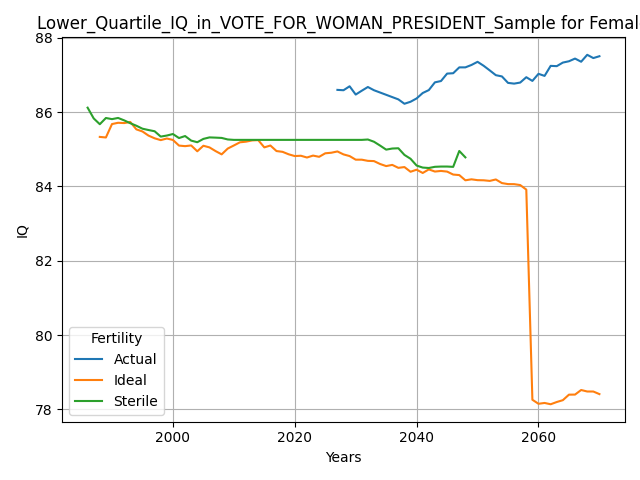 Lower_Quartile_IQ_in_VOTE_FOR_WOMAN_PRESIDENT_Sample for Femal
88
86
84
82
80
78
IQ
Fertility
Actual
Ideal
Sterile
2000 2020 2040 2060
Years